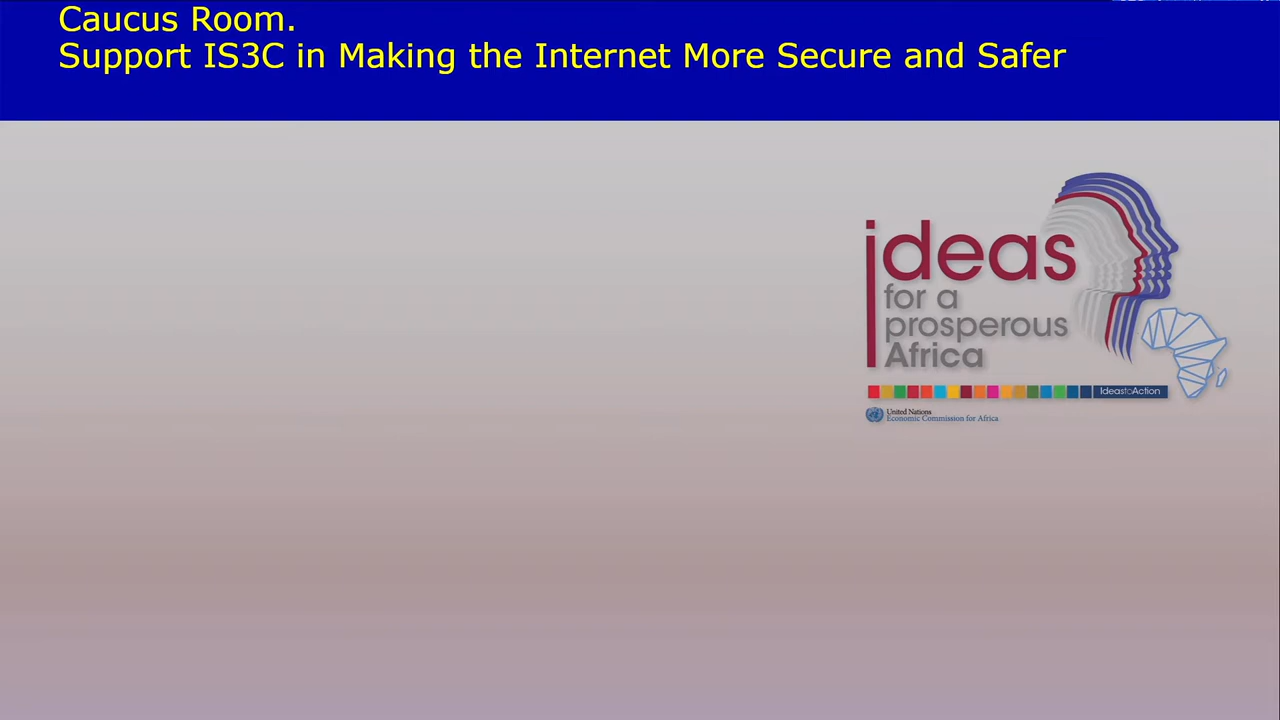 Caucus Room.
Support IS3C in Making the Internet More Secure and Safer
ideas
for a
prosperous
Africa
IdeastoAction
United Nations
Economic Commission for Africa